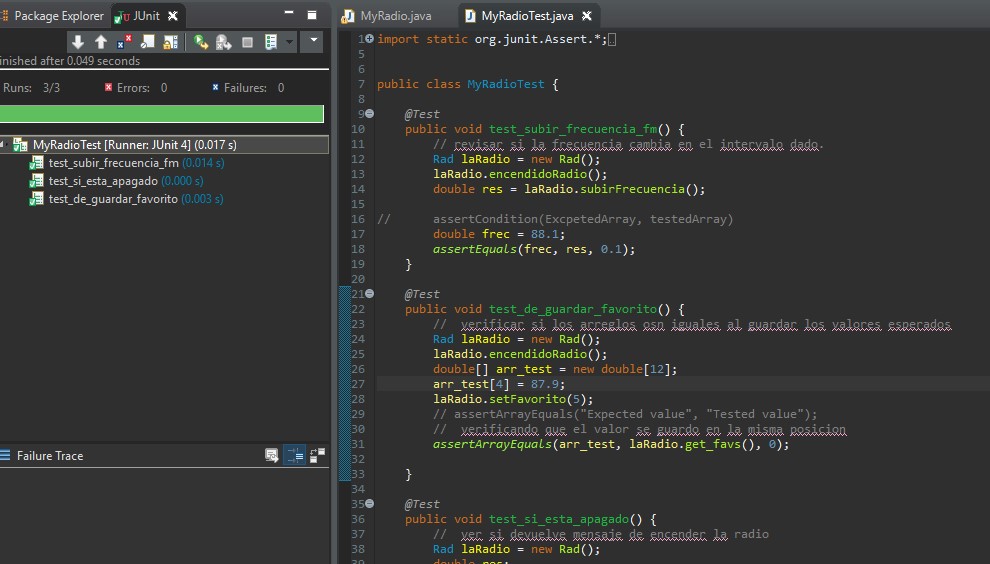 Package Explorer JUnit
inished after 0.049 seconds
Runs: 3/3 Errors: 0 Failures: 0
MyRadioTest [Runner: JUnit 4] (0.017 s)
test_subir_frecuencia_fm (0.014 s)
test_si_esta_apagado (0.000 s)
test_de_guardar_favorito (0.003 s)
Failure Trace
MyRadio.java MyRadioTest.java
1 import static org.junit.Assert.*;
5
6
7 public class MyRadioTest {
8
9 @Test
10 public void test_subir_frecuencia_fm() {
11 // revisar si la frecuencia cambia en el intervalo dado.
12 Rad laRadio = new Rad();
13 laRadio.encendidoRadio();
14 double res = laRadio.subirFrecuencia();
15
16 // assertCondition(ExcpetedArray, testedArray)
17 double frec = 88.1;
18 assertEquals(frec, res, 0.1);
19 }
20
21 @Test
22 public void test_de_guardar_favorito() {
23 // verificar si los arreglos osn iguales al guardar los valores esperados
24 Rad laRadio = new Rad();
25 laRadio.encendidoRadio();
26 double[] arr_test = new double[12];
27 arr_test[4] = 87.9;
28 laRadio.setFavorito(5);
29 // assertArrayEquals("Expected value", "Tested value");
30 // verificando que el valor se guardo en la misma posicion
31 assertArrayEquals(arr_test, laRadio.get_favs(), 0);
32
33 }
34
35 @Test
36 public void test_si_esta_apagado() {
37 // ver si devuelve mensaje de encender la radio
38 Rad laRadio = new Rad();
39 double res;